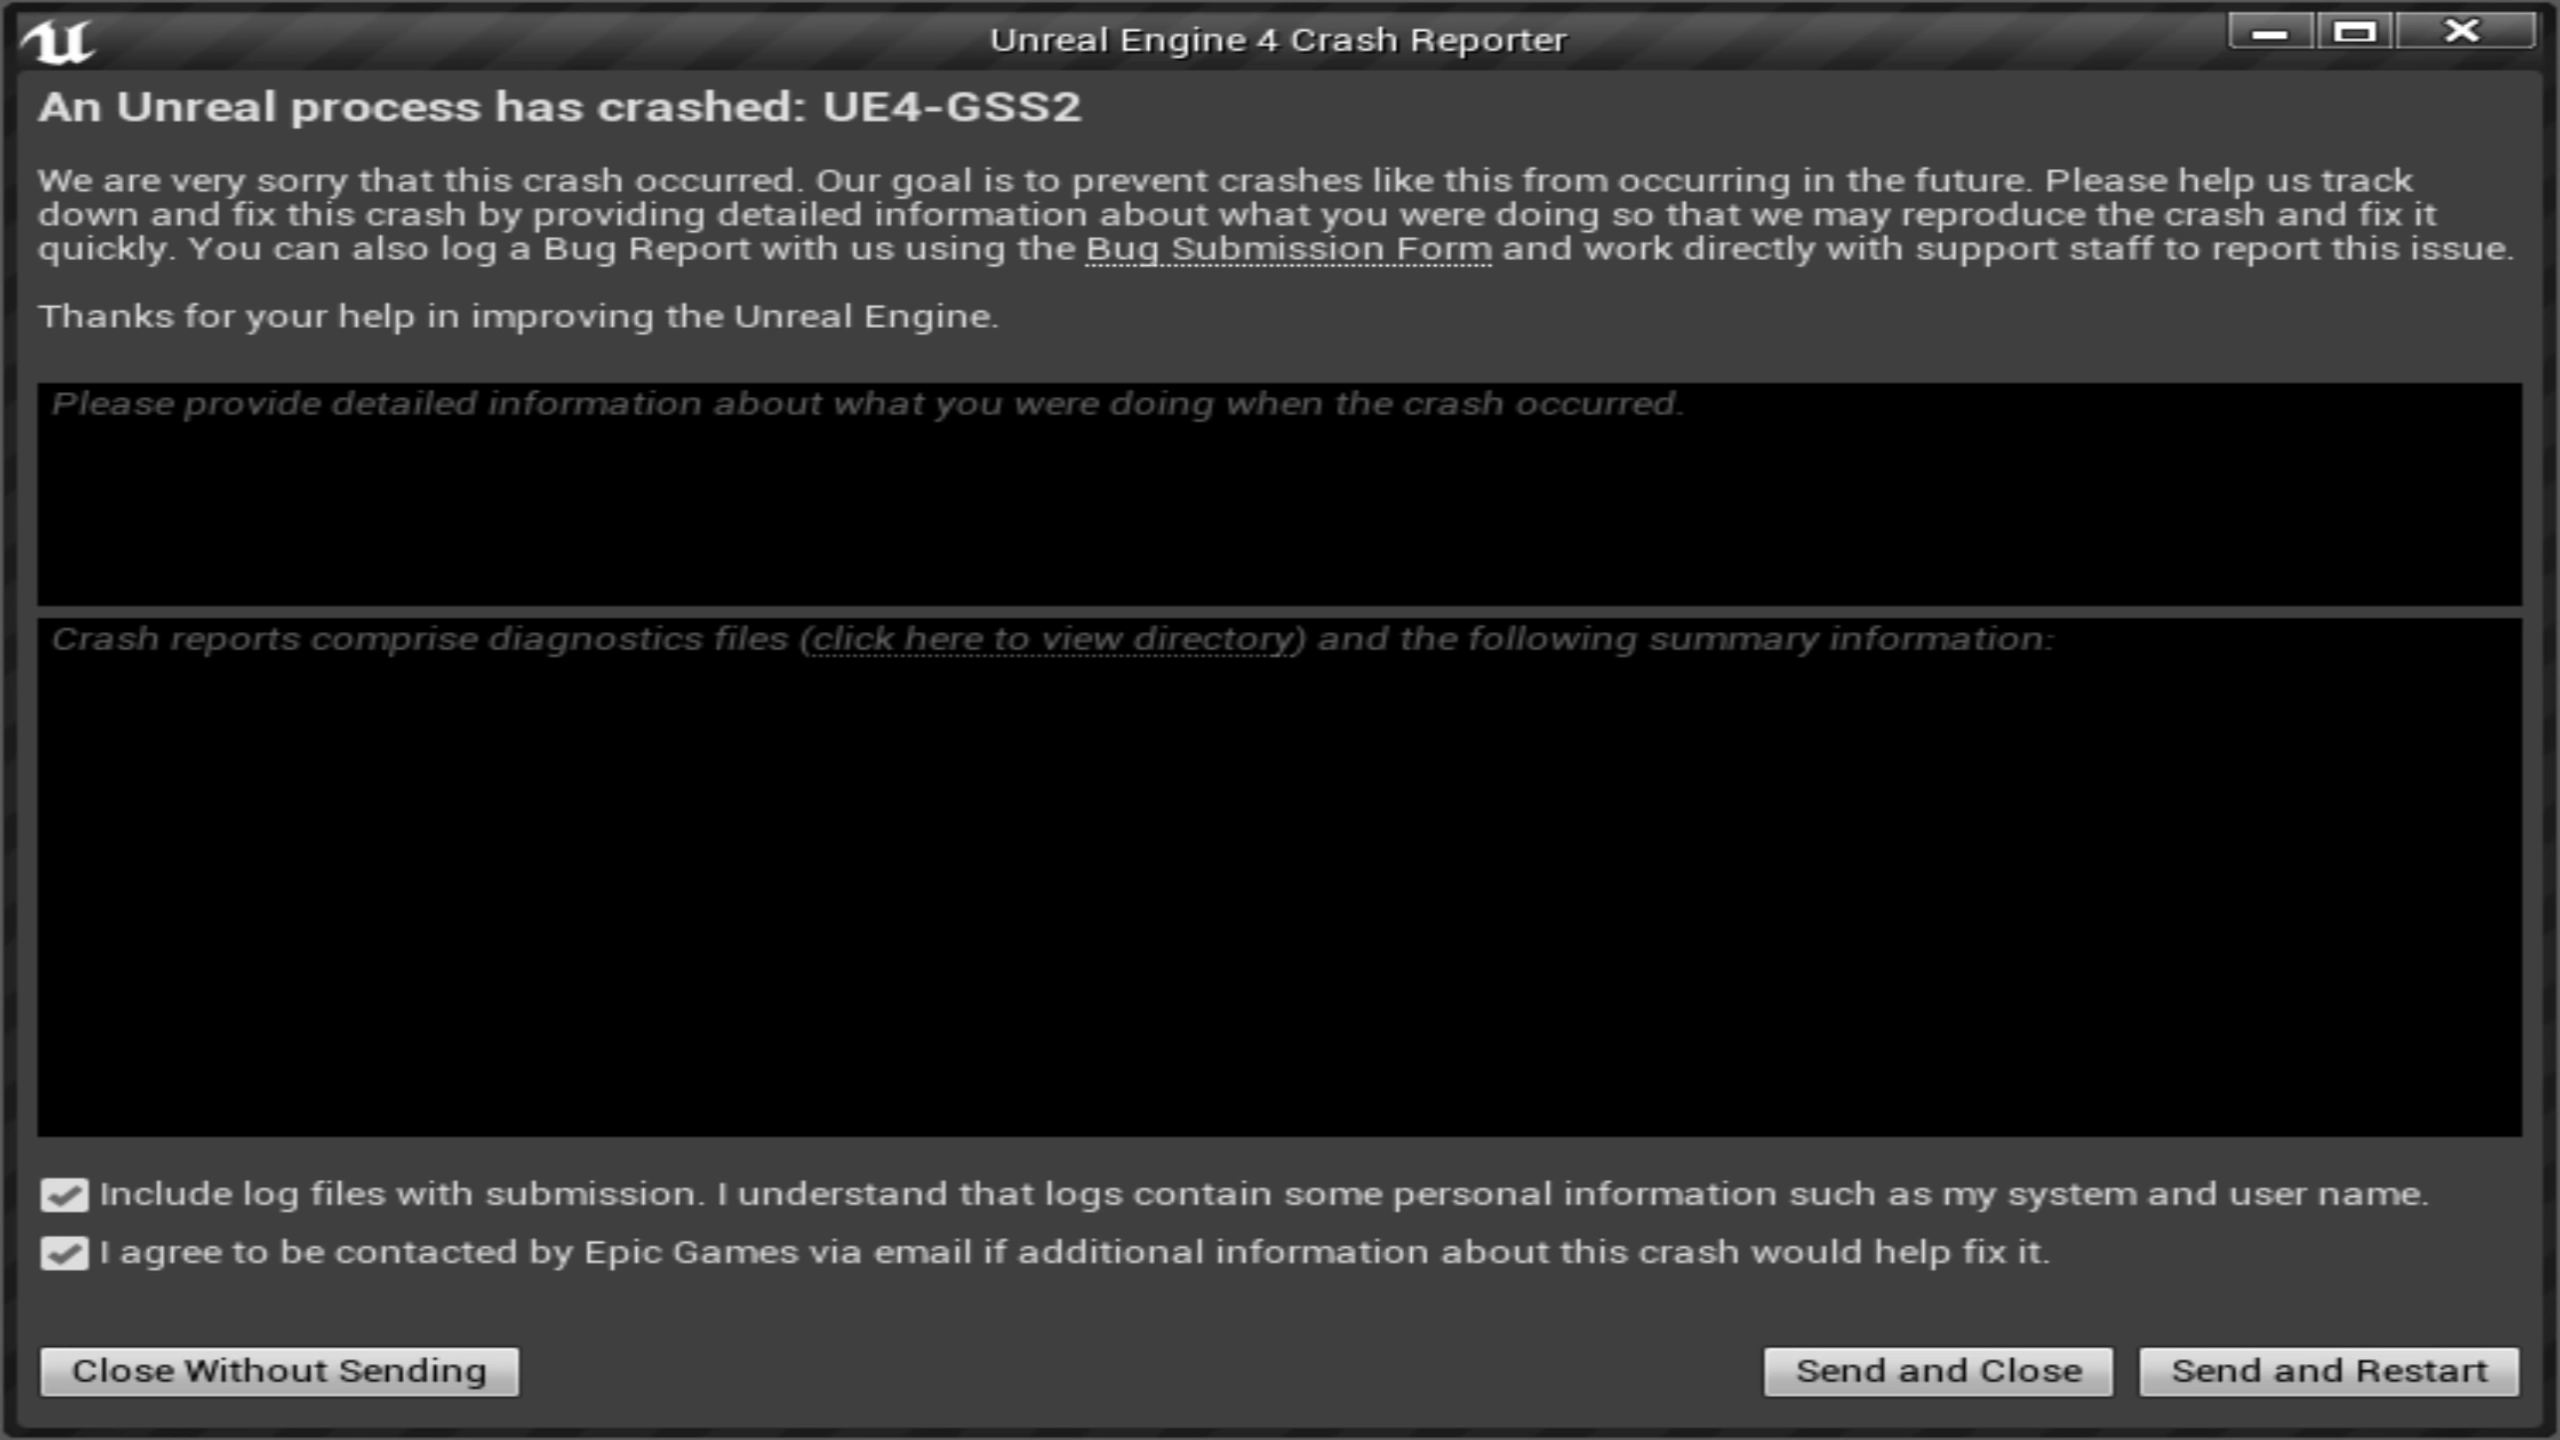 Unreal Engine 4 Crash Reporter
An Unreal process has crashed: UE4-GSS2
We are very sorry that this crash occurred. Our goal is to prevent crashes like this from occurring in the future. Please help us track
down and fix this crash by providing detailed information about what you were doing so that we may reproduce the crash and fix it
quickly. You can also log a Bug Report with us using the Bug Submission Form and work directly with support staff to report this issue.
Thanks for your help in improving the Unreal Engine.
Please provide detailed information about what you were doing when the crash occurred.
Crash reports comprise diagnostics files (click here to view directory) and the following summary information:
Include log files with submission. I understand that logs contain some personal information such as my system and user name.
I agree to be contacted by Epic Games via email if additional information about this crash would help fix it.
Close Without Sending
Send and Close
Send and Restart